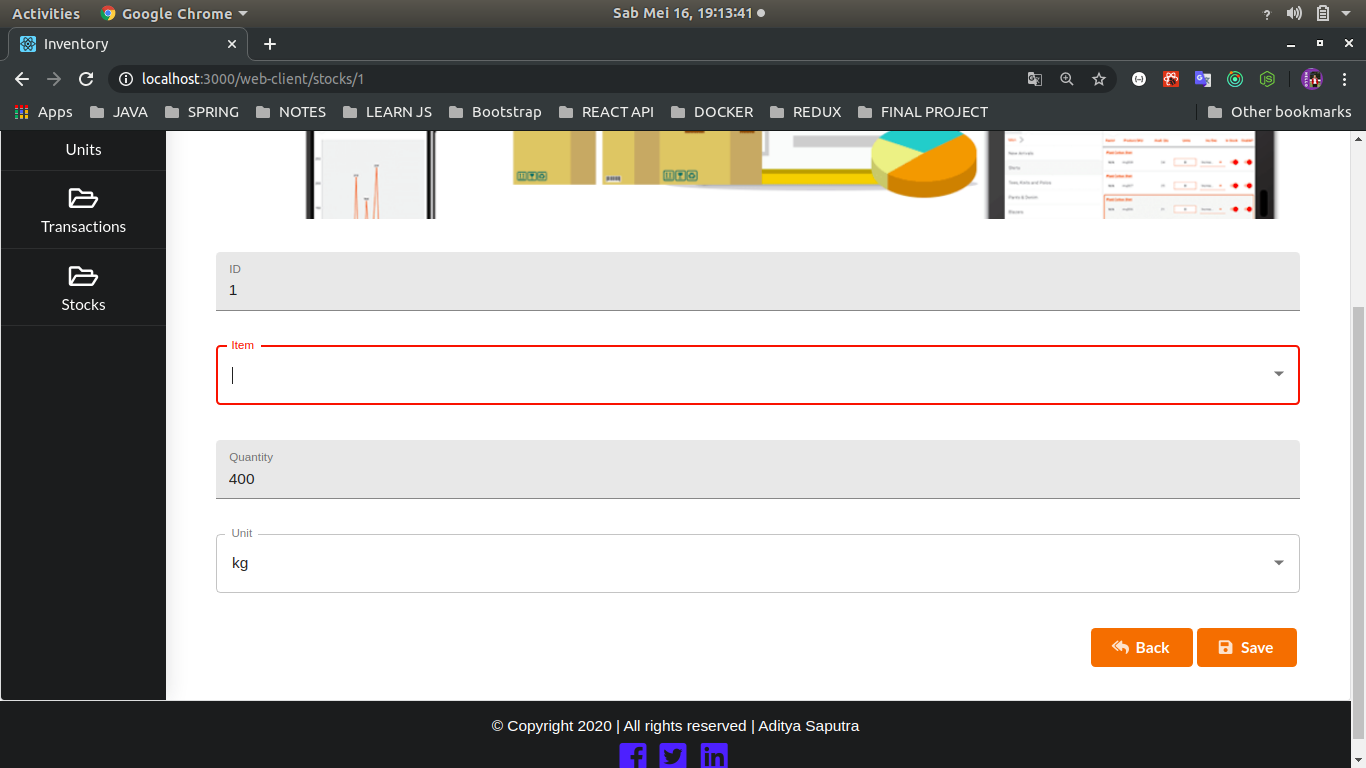 Activities Google Chrome Sab Mei 16, 19:13:41 ?
Inventory
localhost:3000/web-client/stocks/1
Apps JAVA SPRING NOTES LEARN JS Bootstrap REACT API DOCKER REDUX FINAL PROJECT Other bookmarks
Units
Transactions
Stocks
New Arrivals
ID
1
Item
Quantity
400
Unit
kg
Back Save
© Copyright 2020 | All rights reserved | Aditya Saputra